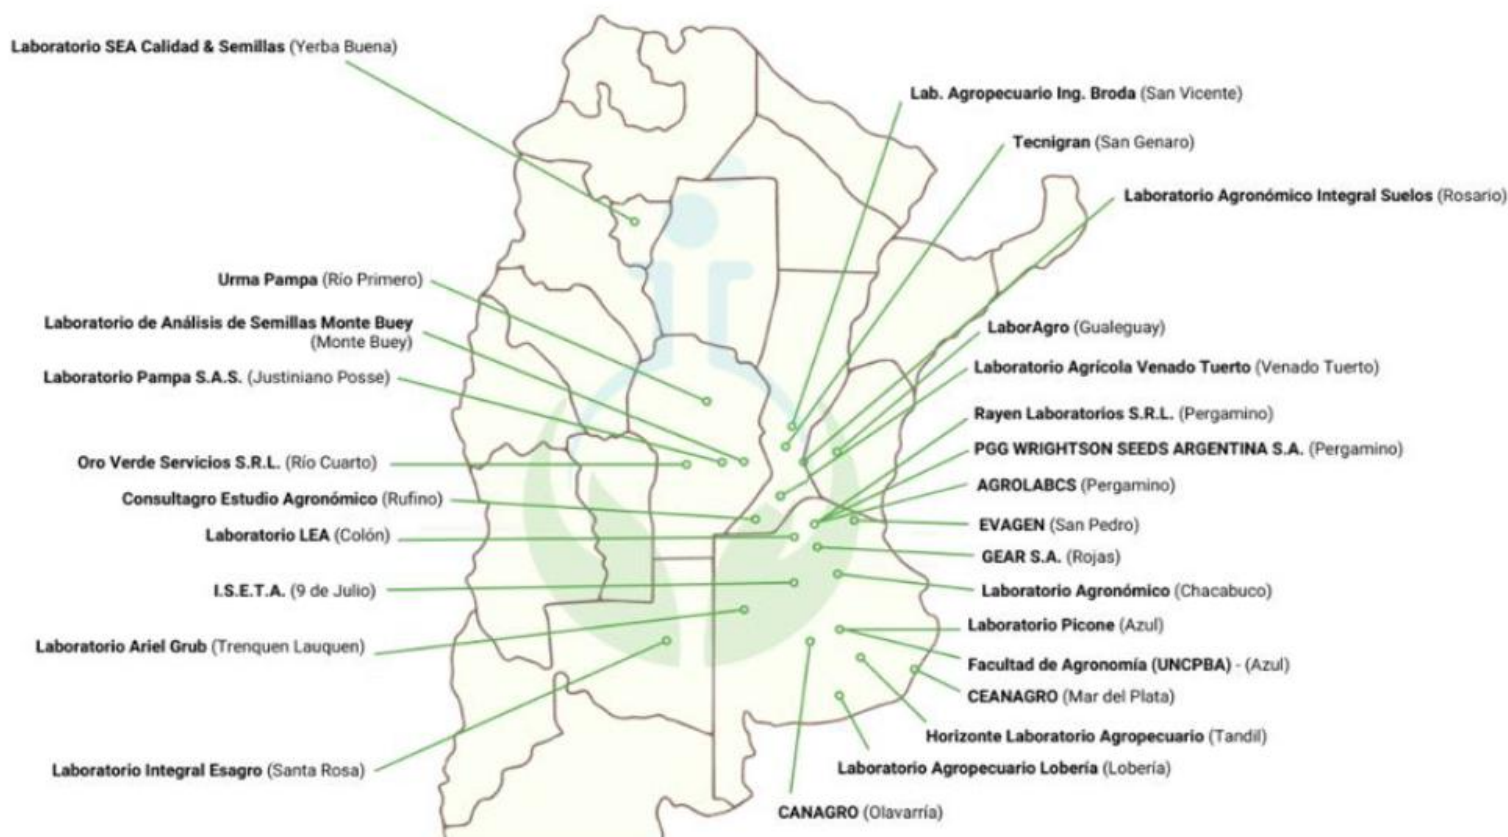 Laboratorio SEA Calidad & Semillas (Yerba Buena)
Urma Pampa (Río Primero)
Laboratorio de Análisis de Semillas Monte Buey
(Monte Buey)
Laboratorio Pampa S.A.S. (Justiniano Posse)
Oro Verde Servicios S.R.L. (Río Cuarto)
Consultagro Estudio Agronómico (Rufino)
Laboratorio LEA (Colón)
I.S.E.T.A. (9 de Julio)
Laboratorio Ariel Grub (Trenquen Lauquen)
Laboratorio Integral Esagro (Santa Rosa)
Lab. Agropecuario Ing. Broda (San Vicente)
Tecnigran (San Genaro)
Laboratorio Agronómico Integral Suelos (Rosario)
LaborAgro (Gualeguay)
Laboratorio Agrícola Venado Tuerto (Venado Tuerto)
Rayen Laboratorios S.R.L. (Pergamino)
PGG WRIGHTSON SEEDS ARGENTINA S.A. (Pergamino)
AGROLABCS (Pergamino)
EVAGEN (San Pedro)
GEAR S.A. (Rojas)
Laboratorio Agronómico (Chacabuco)
Laboratorio Picone (Azul)
Facultad de Agronomía (UNCPBA) - (Azul)
CEANAGRO (Mar del Plata)
Horizonte Laboratorio Agropecuario (Tandil)
Laboratorio Agropecuario Lobería (Lobería)
CANAGRO (Olavarría)